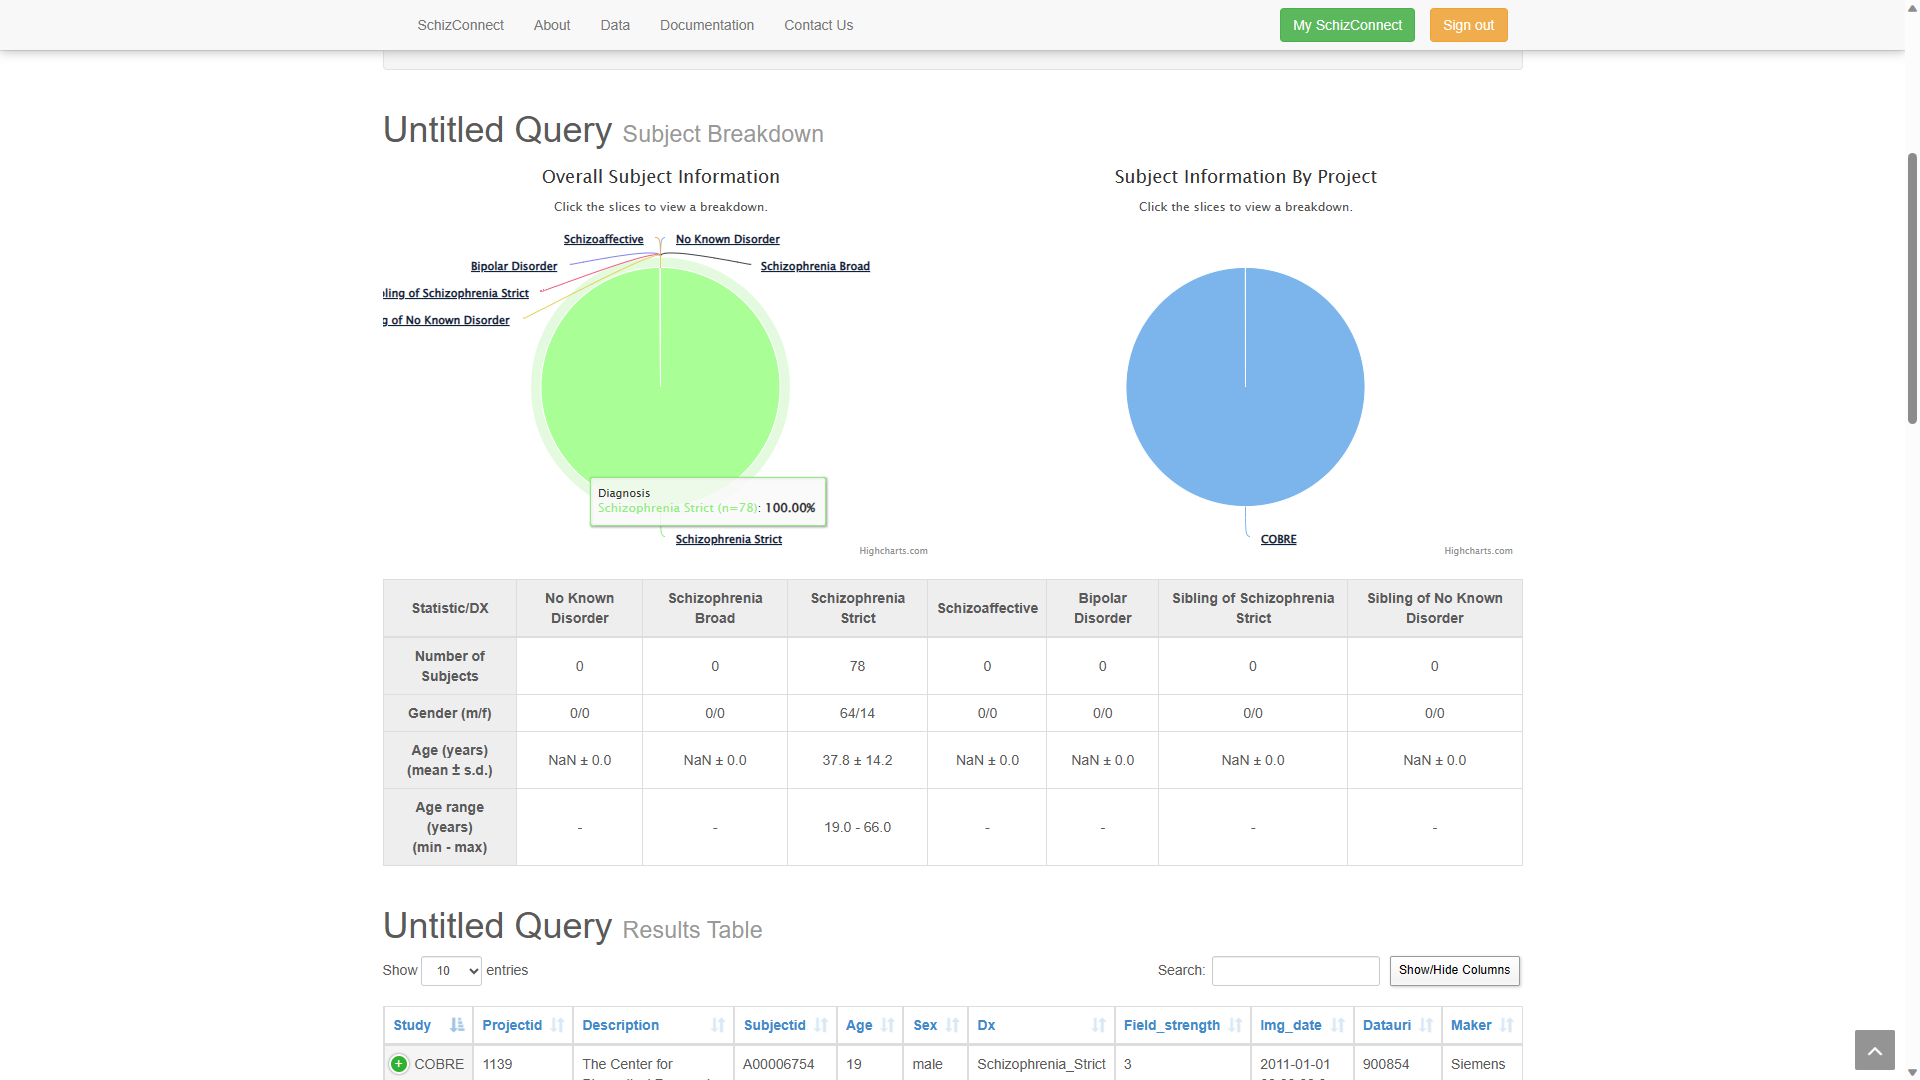 SchizConnect About Data Documentation Contact Us My SchizConnect Sign out
Untitled Query Subject Breakdown
Overall Subject Information
Click the slices to view a breakdown.
Schizoaffective
No Known Disorder
Bipolar Disorder
Schizophrenia Broad
ling of Schizophrenia Strict
g of No Known Disorder
Diagnosis
Schizophrenia Strict (n=78): 100.00%
Schizophrenia Strict
Highcharts.com
Subject Information By Project
Click the slices to view a breakdown.
COBRE
Highcharts.com
Statistic/DX No Known Disorder Schizophrenia Broad Schizophrenia Strict Schizoaffective Bipolar Disorder Sibling of Schizophrenia Strict Sibling of No Known Disorder
Number of Subjects 0 0 78 0 0 0 0
Gender (m/f) 0/0 0/0 64/14 0/0 0/0 0/0 0/0
Age (years) (mean ± s.d.) NaN ± 0.0 NaN ± 0.0 37.8 ± 14.2 NaN ± 0.0 NaN ± 0.0 NaN ± 0.0 NaN ± 0.0
Age range (years) (min - max) - - 19.0 - 66.0 - - - -
Untitled Query Results Table
Show 10 entries Search: Show/Hide Columns
Study Projectid Description Subjectid Age Sex Dx Field_strength Img_date Datauri Maker
COBRE 1139 The Center for A00006754 19 male Schizophrenia_Strict 3 2011-01-01 900854 Siemens